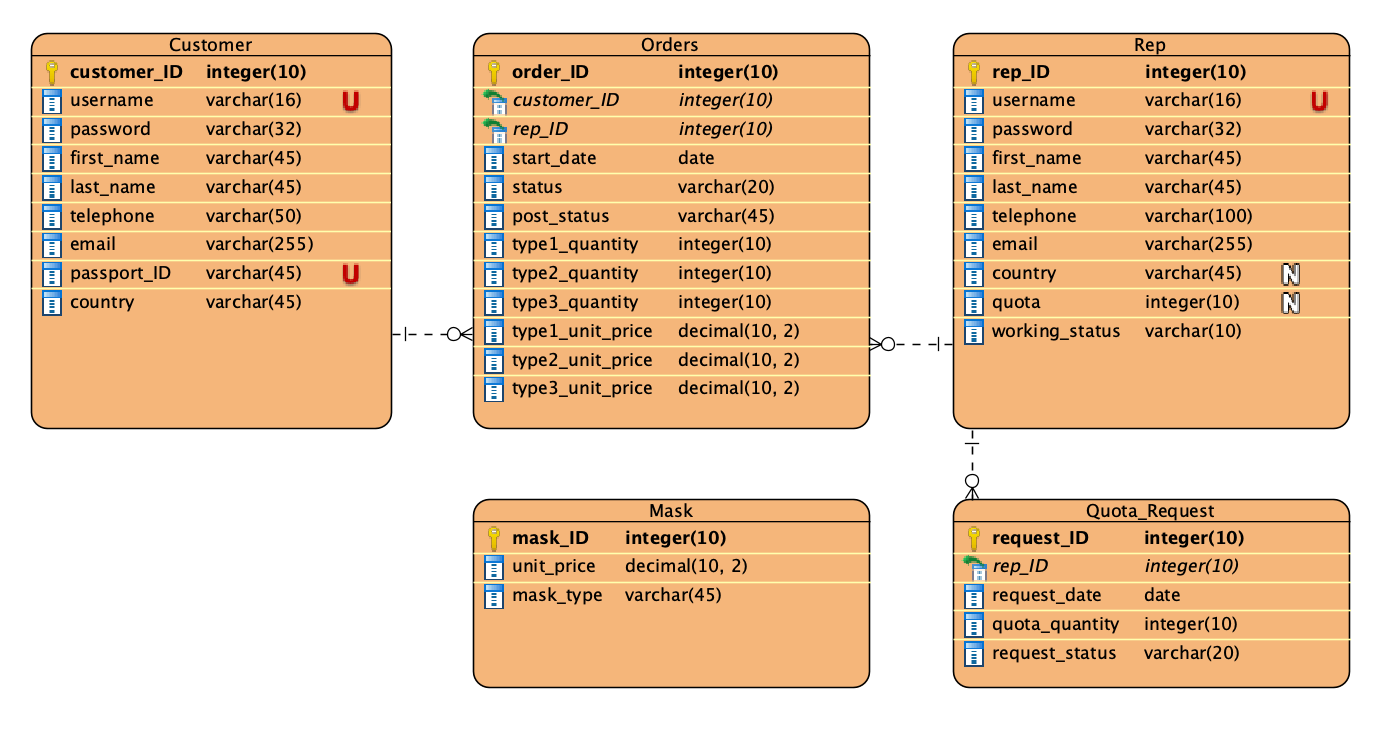 Customer
customer_ID integer(10)
username varchar(16) U
password varchar(32)
first_name varchar(45)
last_name varchar(45)
telephone varchar(50)
email varchar(255)
passport_ID varchar(45) U
country varchar(45)
Orders
order_ID integer(10)
customer_ID integer(10)
rep_ID integer(10)
start_date date
status varchar(20)
post_status varchar(45)
type1_quantity integer(10)
type2_quantity integer(10)
type3_quantity integer(10)
type1_unit_price decimal(10, 2)
type2_unit_price decimal(10, 2)
type3_unit_price decimal(10, 2)
Rep
rep_ID integer(10)
username varchar(16) U
password varchar(32)
first_name varchar(45)
last_name varchar(45)
telephone varchar(100)
email varchar(255)
country varchar(45) N
quota integer(10) N
working_status varchar(10)
Mask
mask_ID integer(10)
unit_price decimal(10, 2)
mask_type varchar(45)
Quota_Request
request_ID integer(10)
rep_ID integer(10)
request_date date
quota_quantity integer(10)
request_status varchar(20)